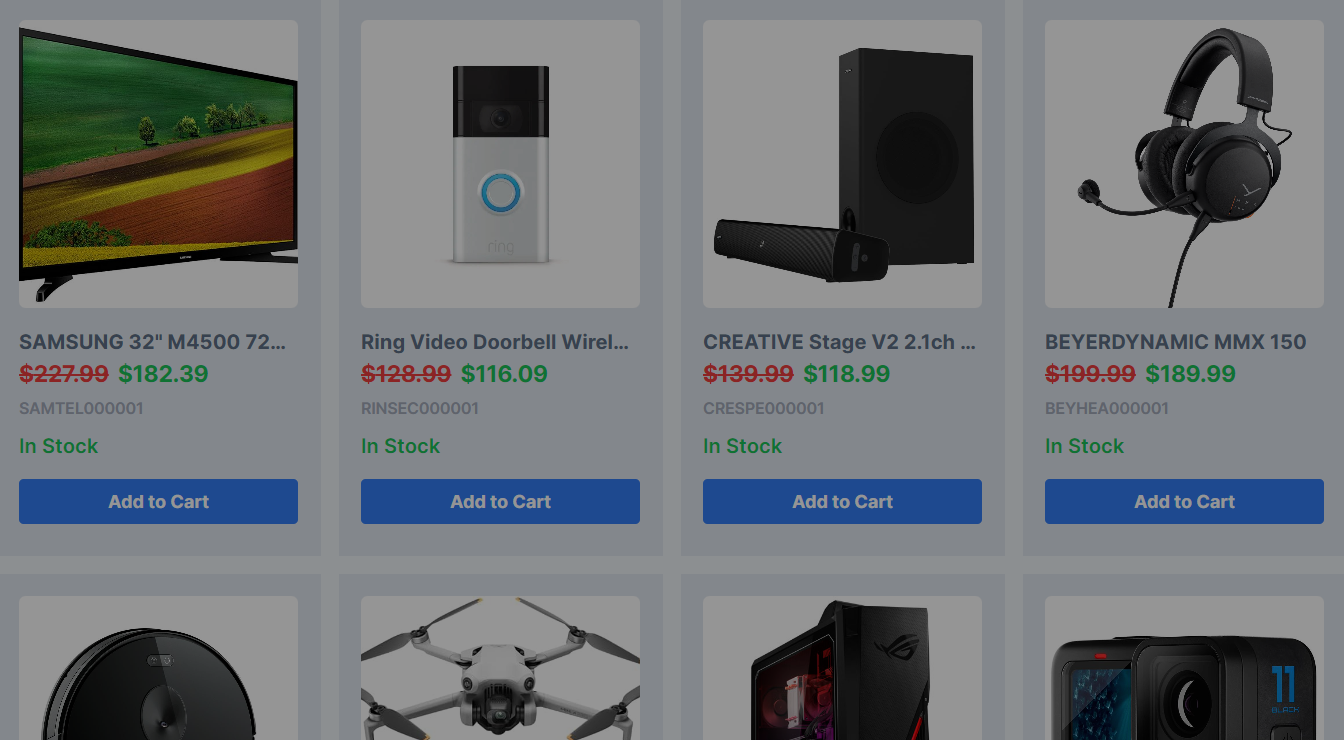 ring
SAMSUNG 32" M4500 72...
$227.99 $182.39
SAMTEL000001
In Stock
Add to Cart
Ring Video Doorbell Wirel...
$128.99 $116.09
RINSEC000001
In Stock
Add to Cart
CREATIVE Stage V2 2.1ch ...
$139.99 $118.99
CRESPE000001
In Stock
Add to Cart
BEYERDYNAMIC MMX 150
$199.99 $189.99
BEYHEA000001
In Stock
Add to Cart
11
BLACK